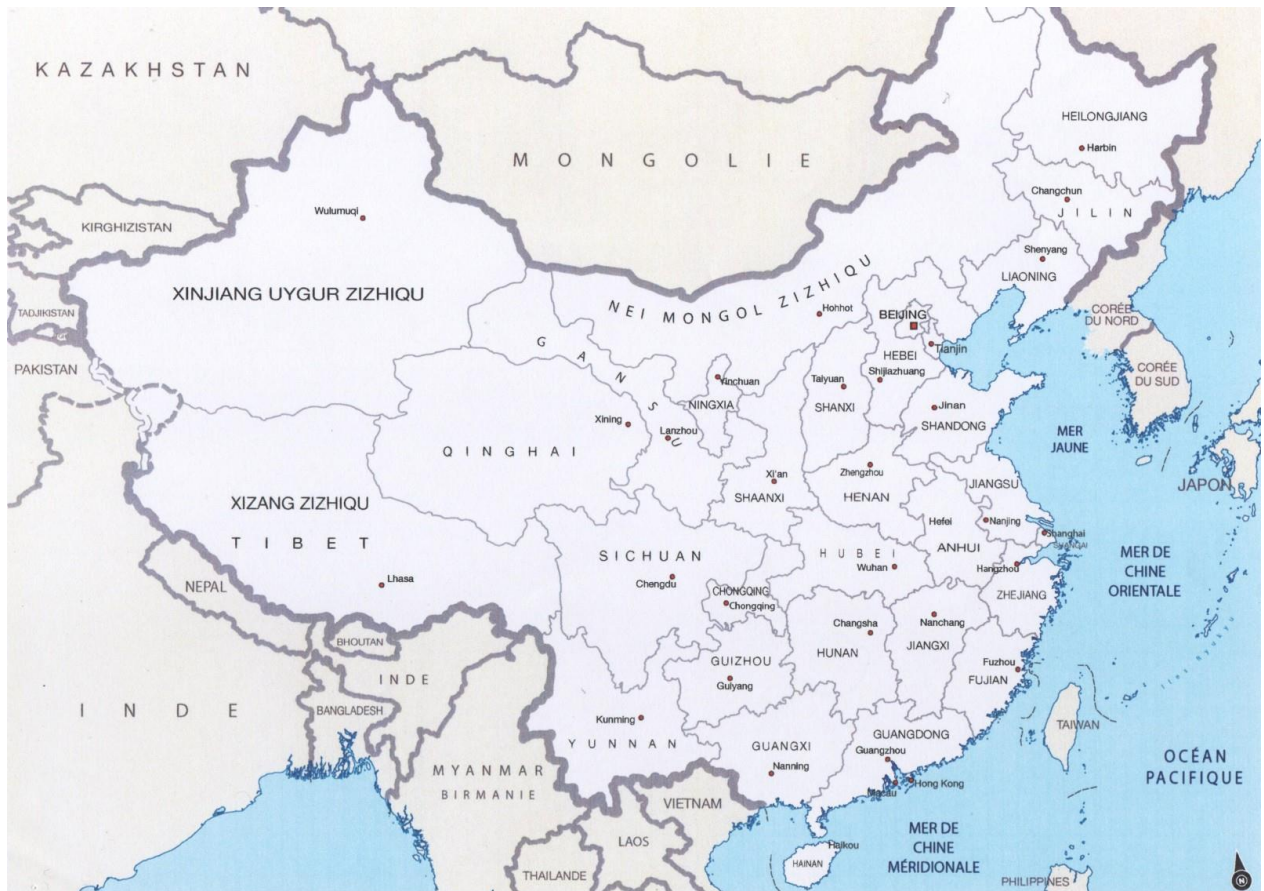 KAZAKHSTAN
MONGOLIE
HEILONGJIANG
Harbin
Changchun
JILIN
Wulumuqi
KIRGHIZISTAN
Shenyang
LIAONING
XINJIANG UYGUR ZIZHIQU
NEI MONGOL ZIZHIQU
Hohhot
BEIJING
TADJIKISTAN
CORÉE
DU NORD
GANSU
Tianjin
HEBEI
PAKISTAN
Yinchuan
Taiyuan
Shijiazhuang
CORÉE
DU SUD
NINGXIA
SHANXI
Jinan
SHANDONG
Xining
Lanzhou
MER
JAUNE
QINGHAI
Xi'an
Zhengzhou
JIANGSU
JAPON
SHAANXI
HENAN
XIZANG ZIZHIQU
TIBET
Hefei
Nanjing
Shanghai
SHANGAI
SICHUAN
HUBEI
ANHUI
MER DE
CHINE
ORIENTALE
Wuhan
Hangzhou
NEPAL
Lhasa
Chengdu
CHONGQING
Chongqing
ZHEJIANG
Changsha
Nanchang
BHOUTAN
HUNAN
JIANGXI
GUIZHOU
Guiyang
Fuzhou
FUJIAN
INDE
INDE
BANGLADESH
Kunming
YUNNAN
GUANGXI
Nanning
GUANGDONG
Guangzhou
TAIWAN
MYANMAR
BIRMANIE
Hong Kong
Macau
OCÉAN
PACIFIQUE
VIETNAM
LAOS
THAILANDE
HAINAN
Haikou
MER DE
CHINE
MÉRIDIONALE
PHILIPPINES
N